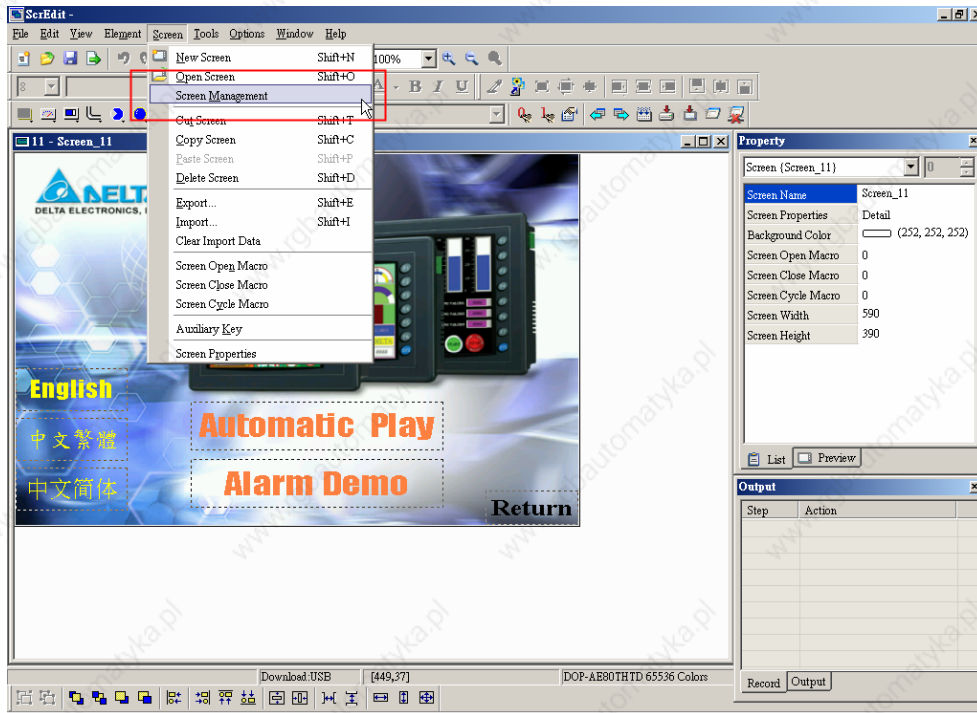 ScrEdit -
File Edit View Element Screen Tools Options Window Help
New Screen Shift+N
100%
Open Screen Shift+O
8
A B I U
Screen Management
Cut Screen Shift+T
11 - Screen_11
Copy Screen Shift+C
Paste Screen Shift+P
Delete Screen Shift+D
Export... Shift+E
Import... Shift+I
Clear Import Data
Screen Open Macro
Screen Close Macro
Screen Cycle Macro
Auxiliary Key
Screen Properties
DELTA ELECTRONICS,
English
中文繁體
中文简体
Automatic Play
Alarm Demo
Return
Property
Screen {Screen_11} 0
Screen Name Screen_11
Screen Properties Detail
Background Color (252, 252, 252)
Screen Open Macro 0
Screen Close Macro 0
Screen Cycle Macro 0
Screen Width 590
Screen Height 390
List Preview
Output
Step Action
Record Output
Download:USB [449,37] DOP-AE80THTD 65536 Colors